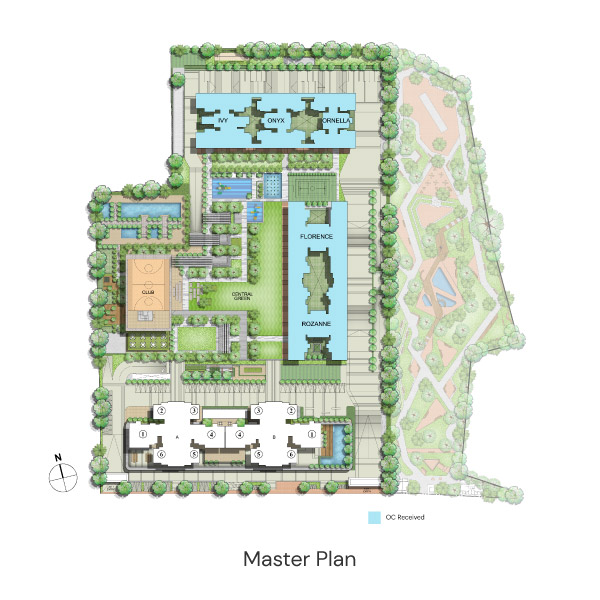 IVY
ONYX
ORNELLA
FLORENCE
CLUB
CENTRAL
GREEN
ROZANNE
2
3
3
2
1
A
4
4
B
1
6
5
5
6
N
OC Received
Master Plan